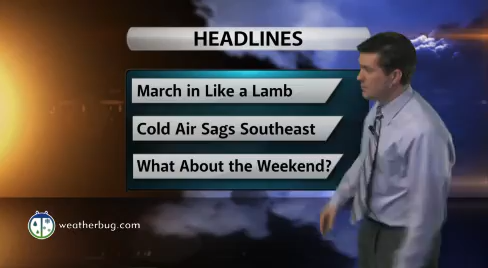 HEADLINES
March in Like a Lamb
Cold Air Sags Southeast
What About the Weekend?
weatherbug.com